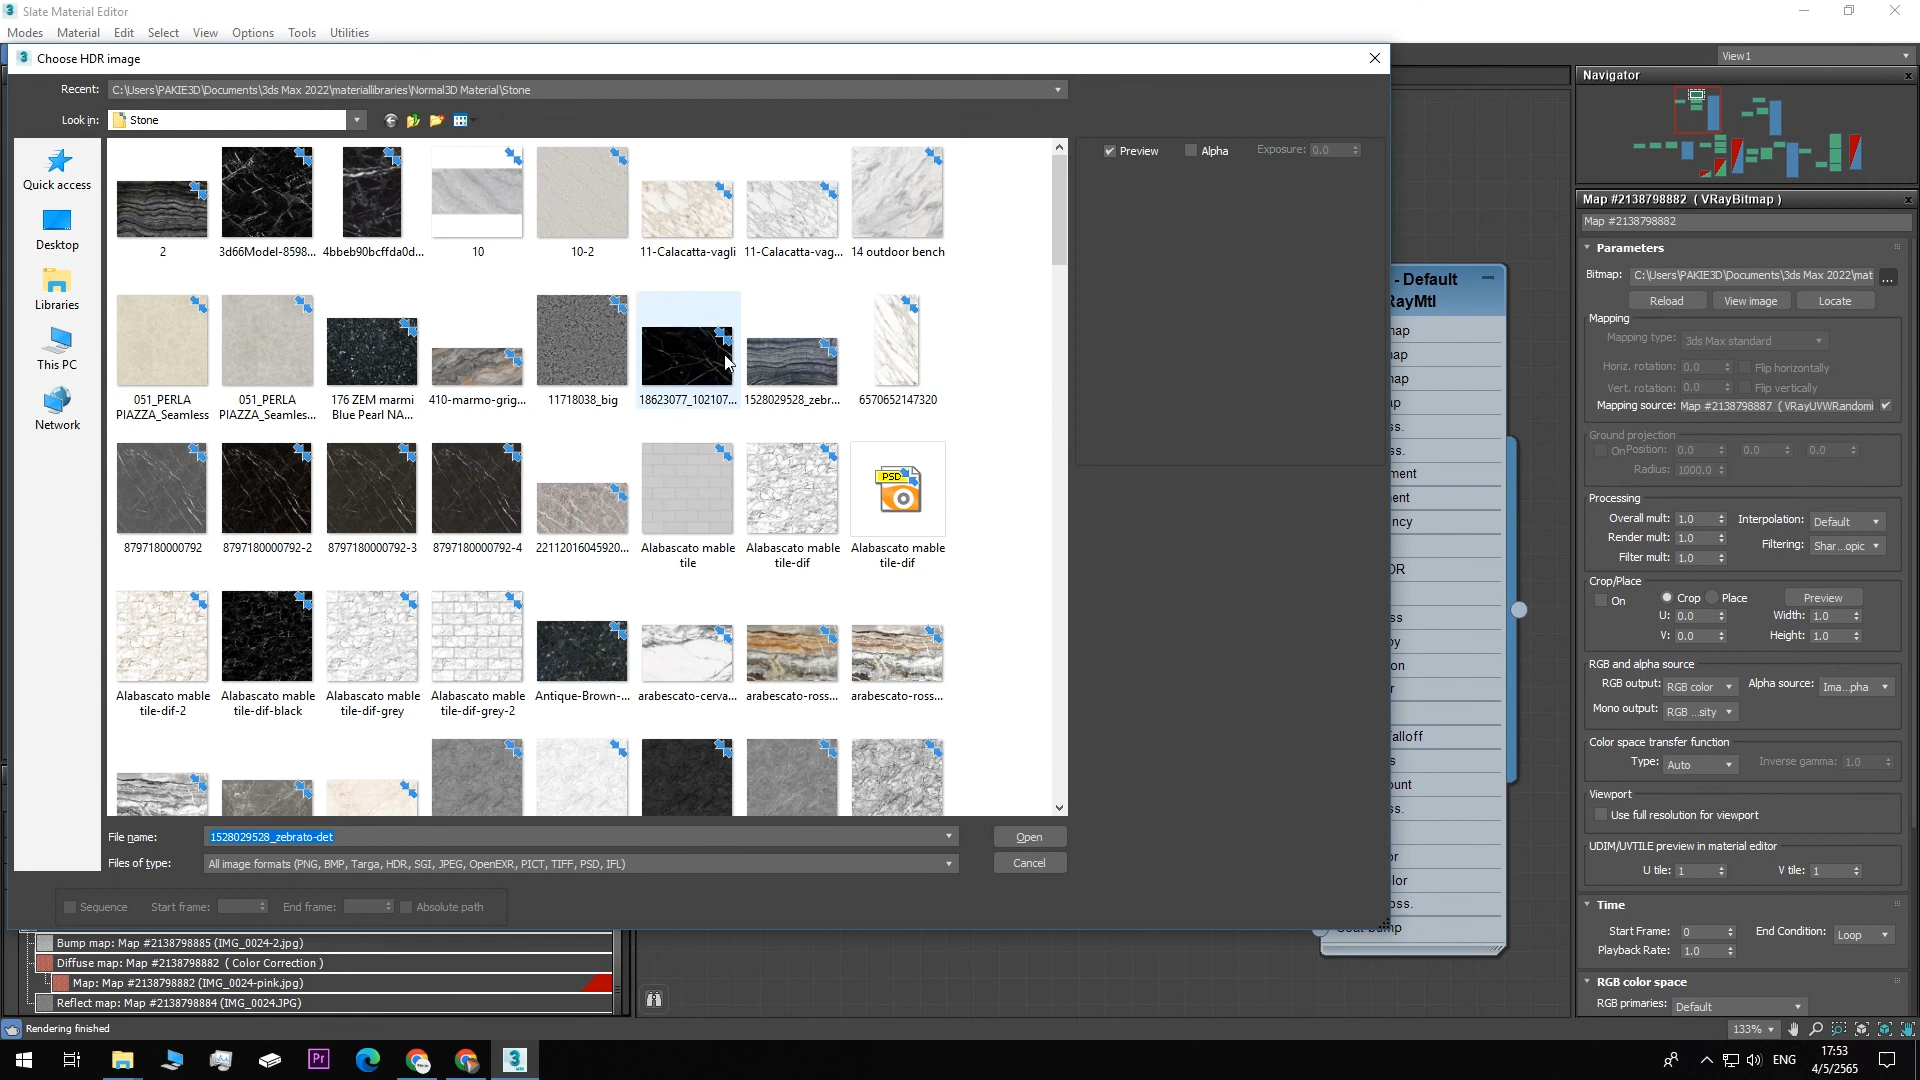 Slate Material Editor
Modes Material Edit Select View Options Tools Utilities
Choose HDR image
View1
Recent: C:\Users\PAKIE3D\Documents\3ds Max 2022\materiallibraries\Normal3D Material\Stone
Look in: Stone
Quick access
Desktop
Libraries
This PC
Network
2
3d66Model-8598...
4bbeb90bcffda0d...
10
10-2
11-Calacatta-vagli
11-Calacatta-vag...
14 outdoor bench
051_PERLA
PIAZZA_Seamless
051_PERLA
PIAZZA_Seamles...
176 ZEM marmi
Blue Pearl NA...
410-marmo-grig...
11718038_big
18623077_102107...
1528029528_zebr...
6570652147320
8797180000792
8797180000792-2
8797180000792-3
8797180000792-4
22112016045920...
Alabascato mable
tile
Alabascato mable
tile-dif
PSD
Alabascato mable
tile-dif
Alabascato mable
tile-dif-2
Alabascato mable
tile-dif-black
Alabascato mable
tile-dif-grey
Alabascato mable
tile-dif-grey-2
Antique-Brown-...
arabescato-cerva...
arabescato-ross...
arabescato-ross...
Preview Alpha Exposure: 0.0
File name: 1528029528_zebrato-det
Open
Files of type: All image formats (PNG, BMP, Targa, HDR, SGI, JPEG, OpenEXR, PICT, TIFF, PSD, IFL)
Cancel
Sequence Start frame: End frame: Absolute path
Bump map: Map #2138798885 (IMG_0024-2.jpg)
Diffuse map: Map #2138798882 ( Color Correction )
Map: Map #2138798882 (IMG_0024-pink.jpg)
Reflect map: Map #2138798884 (IMG_0024.JPG)
Rendering finished
- Default
RayMtl
Navigator
Map #2138798882 ( VRayBitmap )
Map #2138798882
Parameters
Bitmap: C:\Users\PAKIE3D\Documents\3ds Max 2022\mat ...
Reload View image Locate
Mapping
Mapping type: 3ds Max standard
Horiz. rotation: 0.0 Flip horizontally
Vert. rotation: 0.0 Flip vertically
Mapping source: Map #2138798887 ( VRayUVWRandomi
Ground projection
On Position: 0.0 0.0 0.0
Radius: 1000.0
Processing
Overall mult: 1.0 Interpolation: Default
Render mult: 1.0
Filtering: Shar...opic
Filter mult: 1.0
Crop/Place
On Crop Place Preview
U: 0.0 Width: 1.0
V: 0.0 Height: 1.0
RGB and alpha source
RGB output: RGB color Alpha source: Ima...pha
Mono output: RGB ...sity
Color space transfer function
Type: Auto Inverse gamma: 1.0
Viewport
Use full resolution for viewport
UDIM/UVTILE preview in material editor
U tile: 1 V tile: 1
Time
Start Frame: 0 End Condition: Loop
Playback Rate: 1.0
RGB color space
RGB primaries: Default
133%
Pr
ENG
17:53
4/5/2565